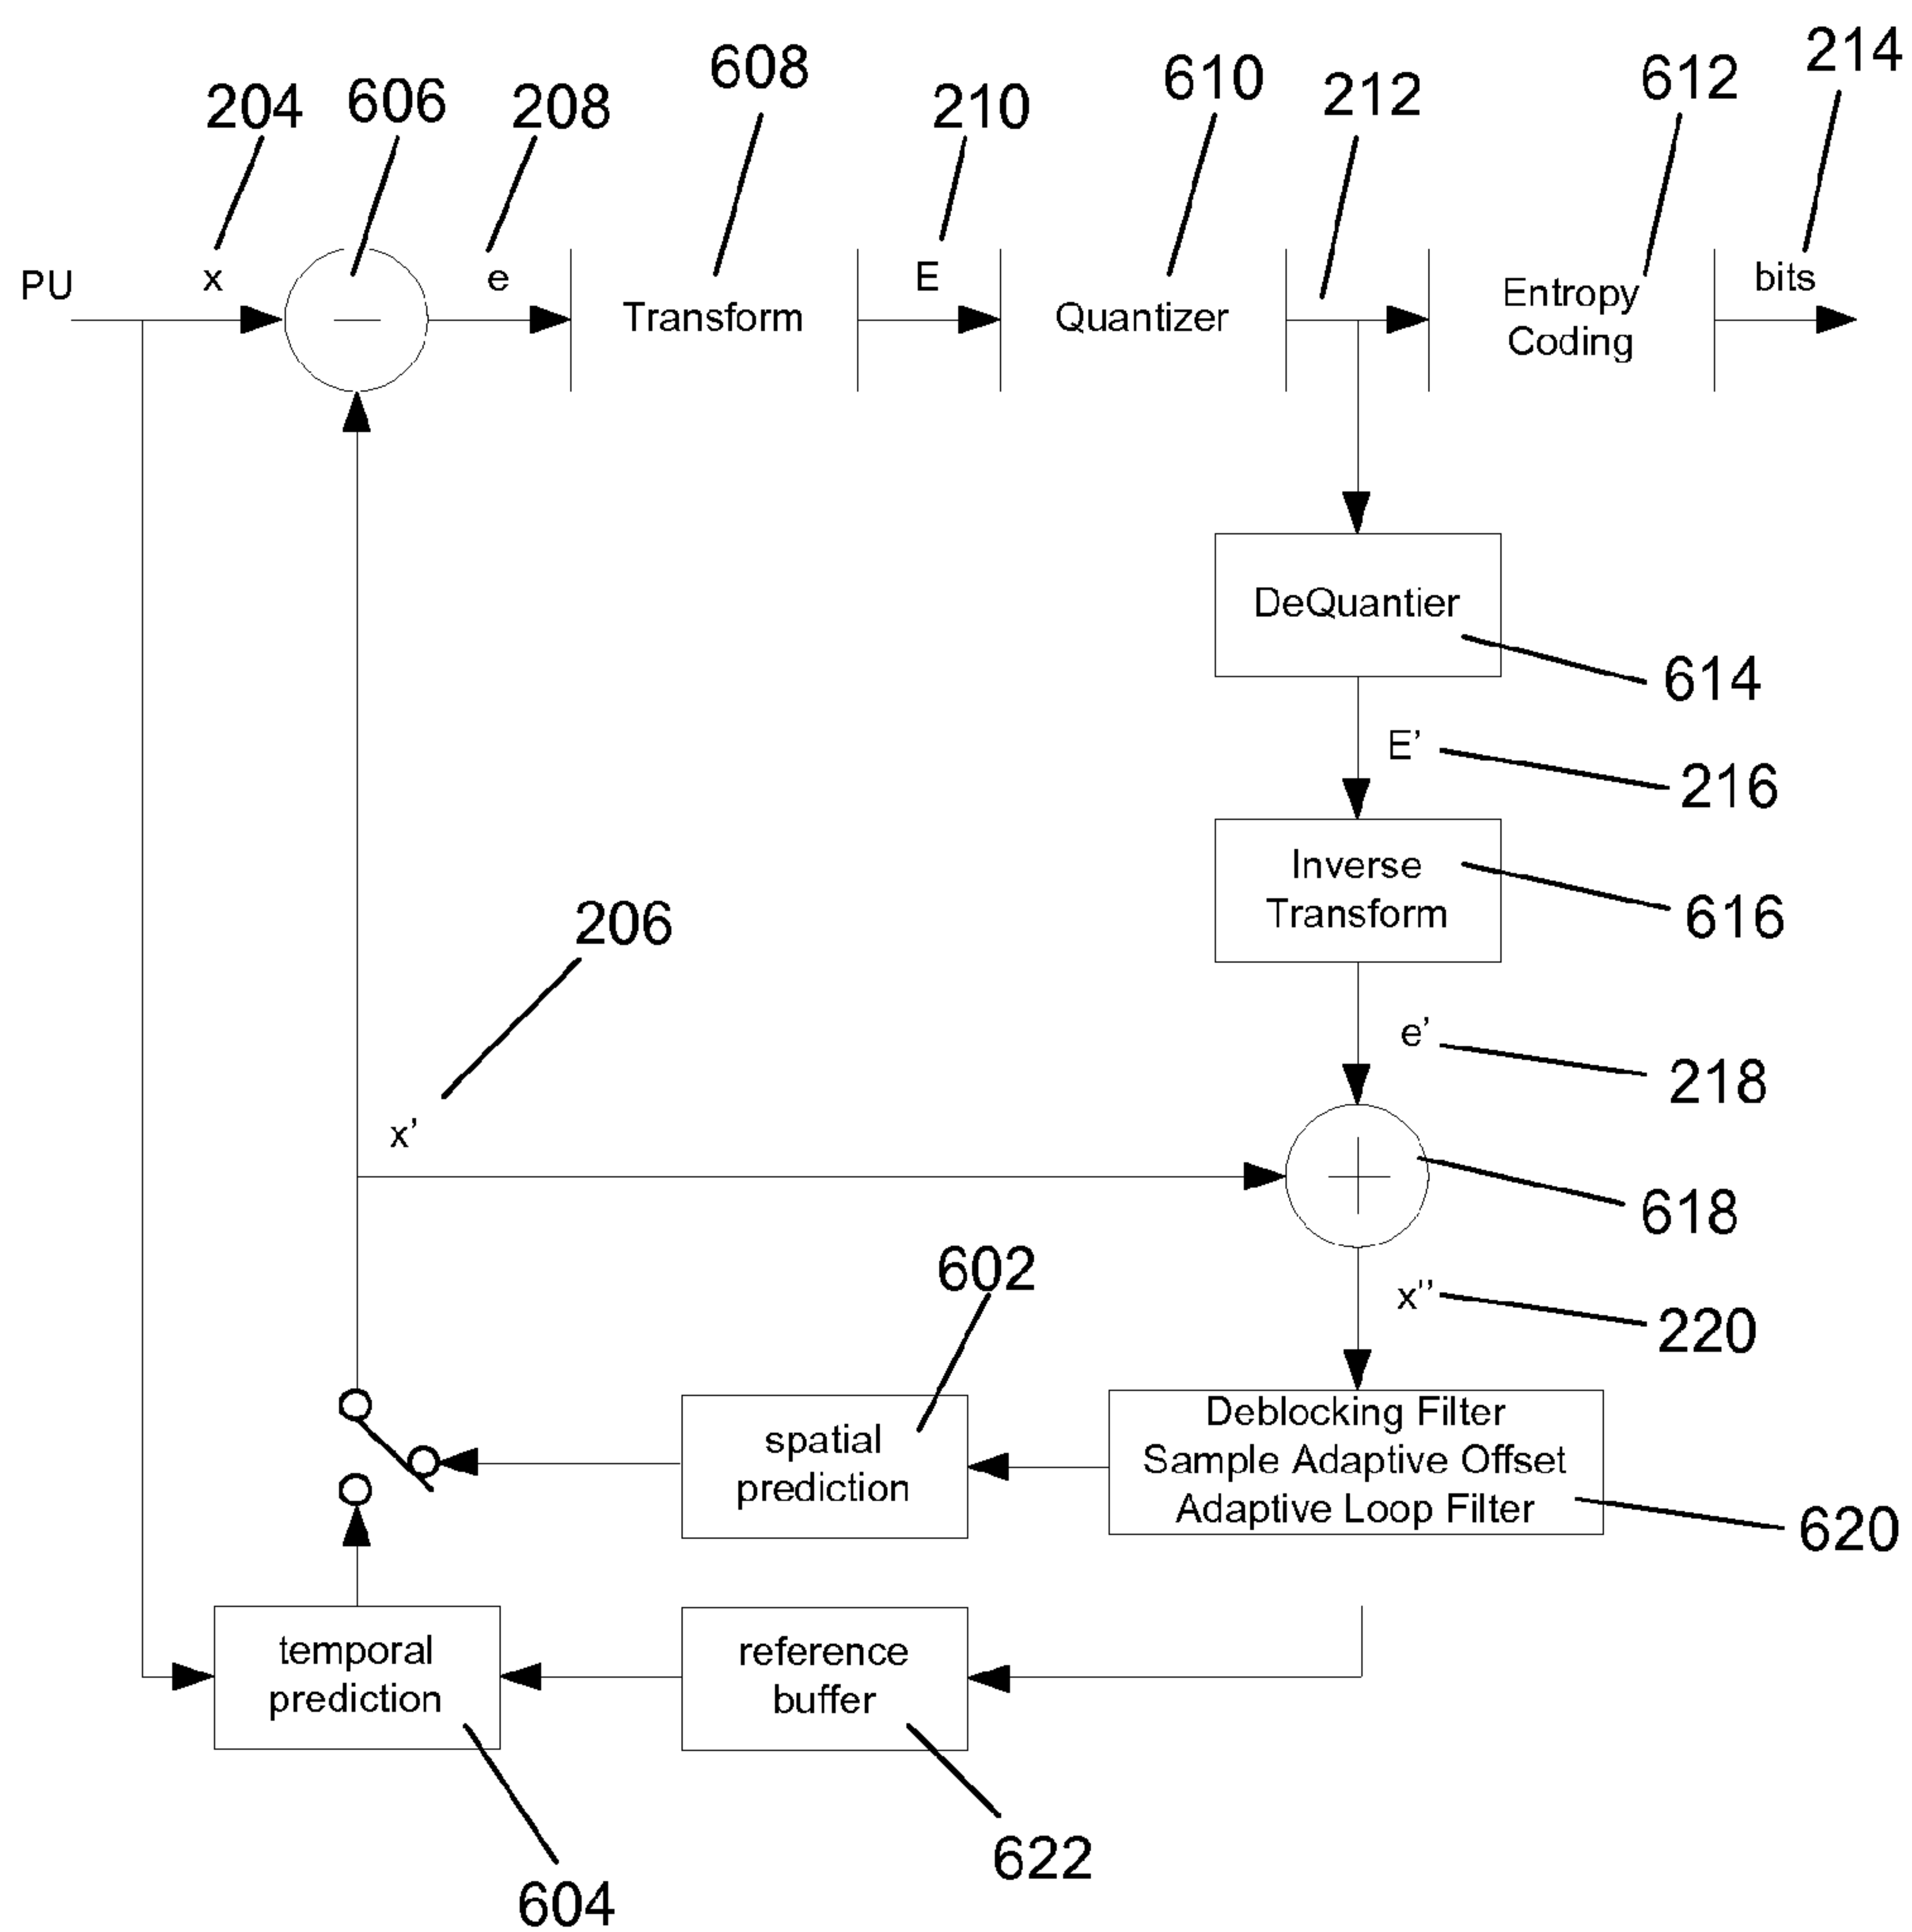 204
606
208
608
210
610
212
612
214
PU
x
e
Transform
E
Quantizer
Entropy
Coding
bits
DeQuantier
614
E’
216
Inverse
Transform
616
206
e’
218
x’
618
602
x’’
220
spatial
prediction
Deblocking Filter
Sample Adaptive Offset
Adaptive Loop Filter
620
temporal
prediction
reference
buffer
622
604